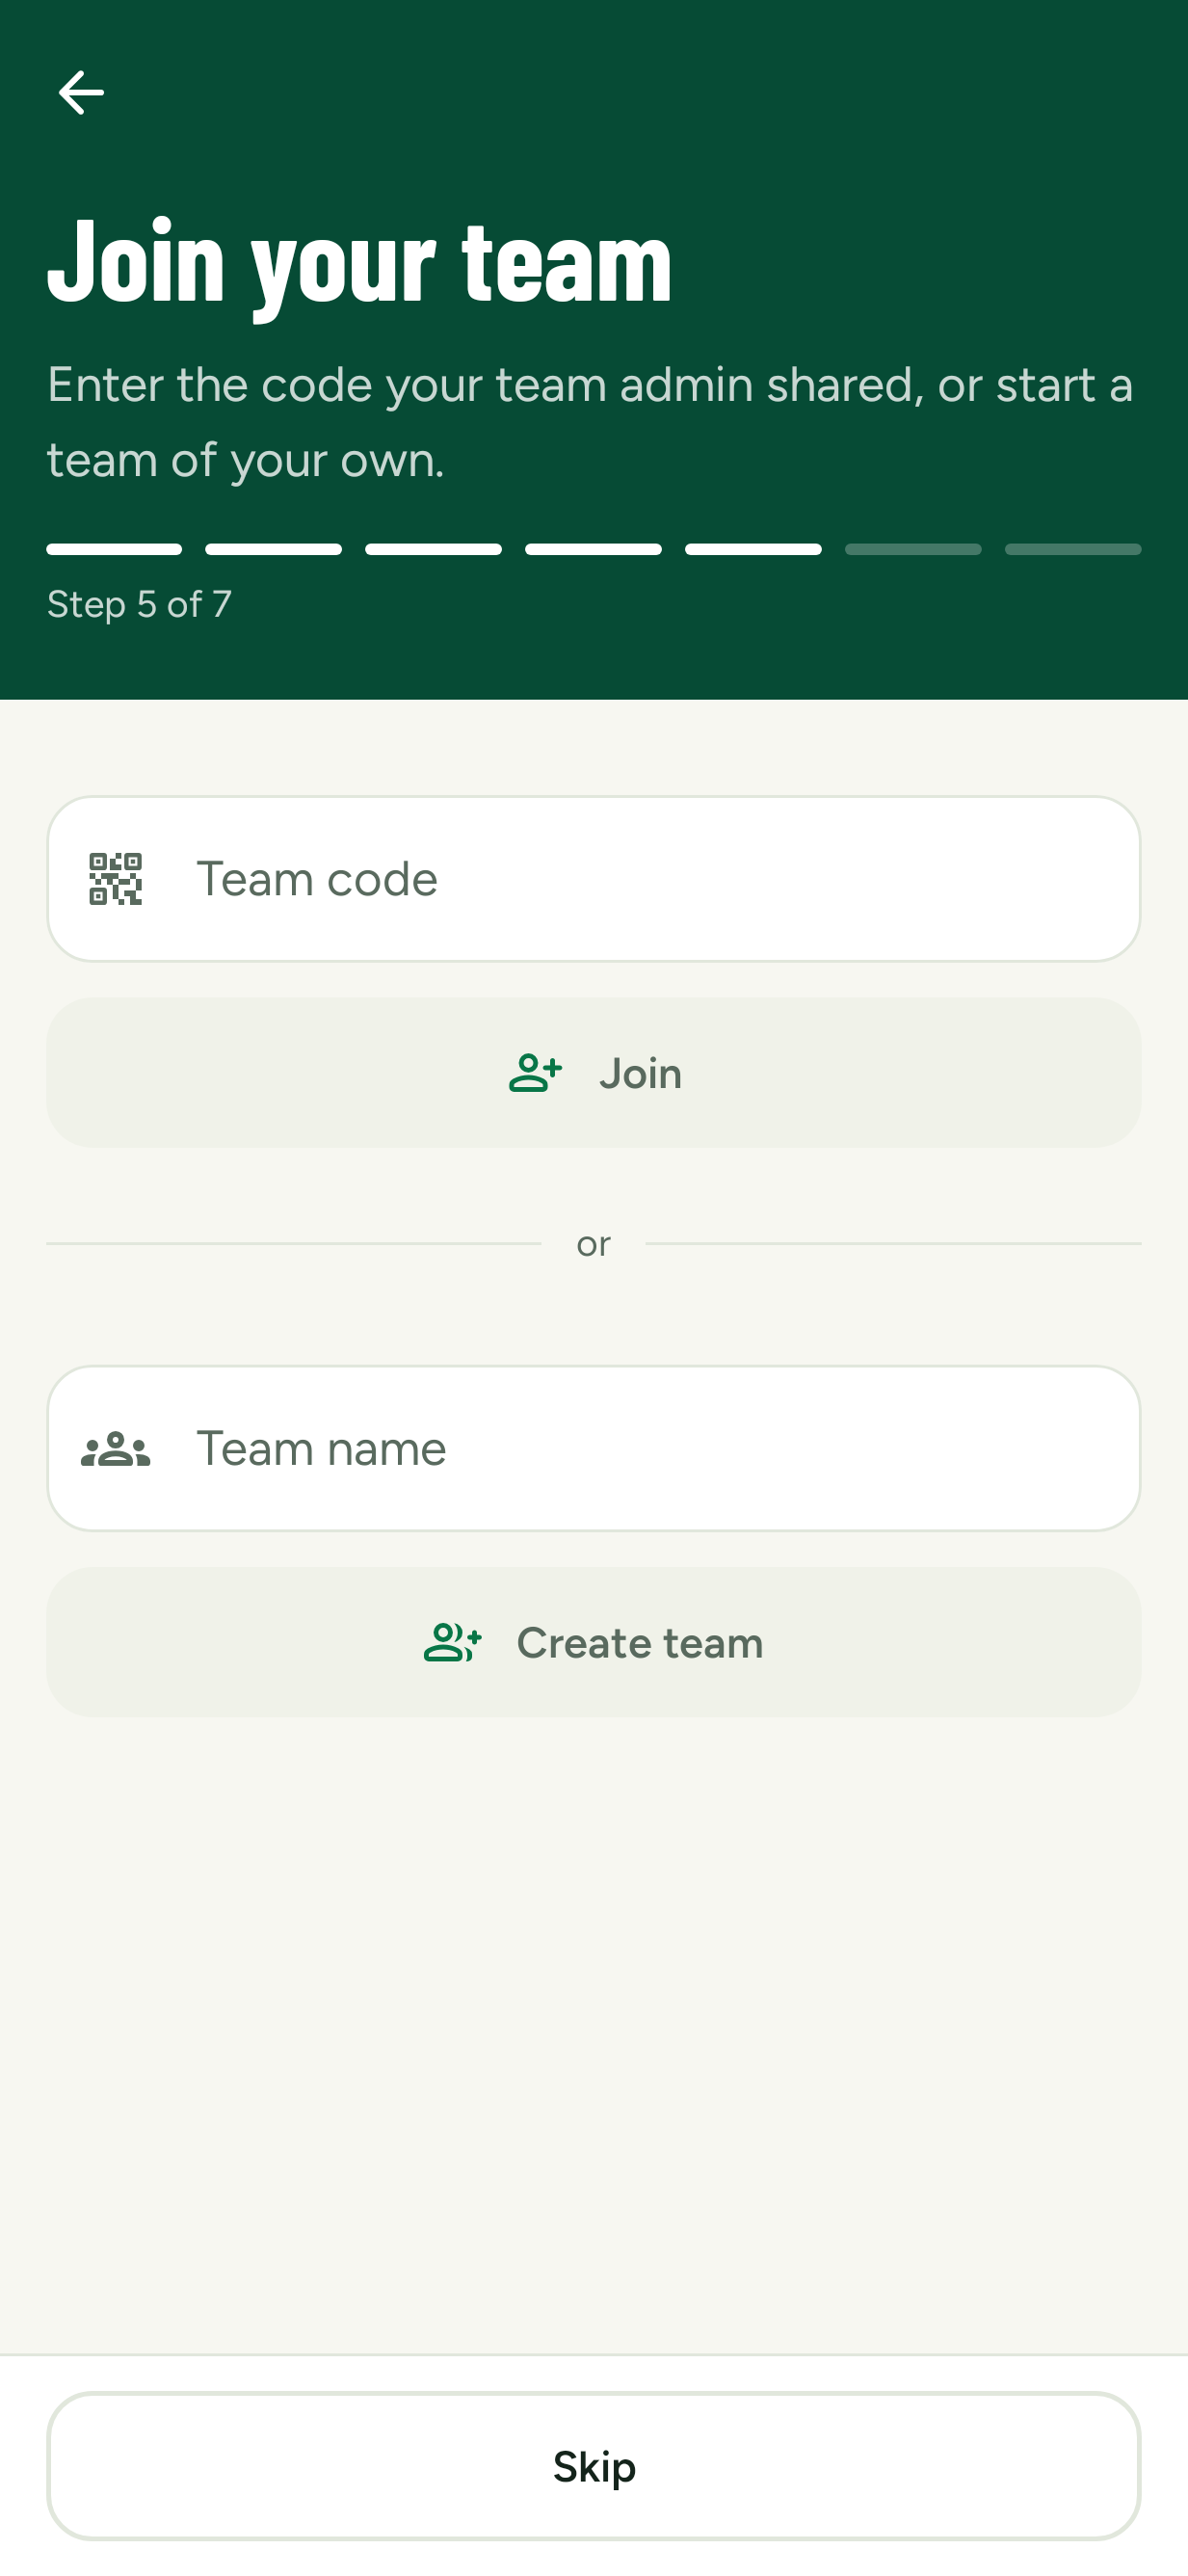 Join your team
Enter the code your team admin shared, or start a
team of your own.
Step 5 of 7
Team code
Join
or
Team name
Create team
Skip